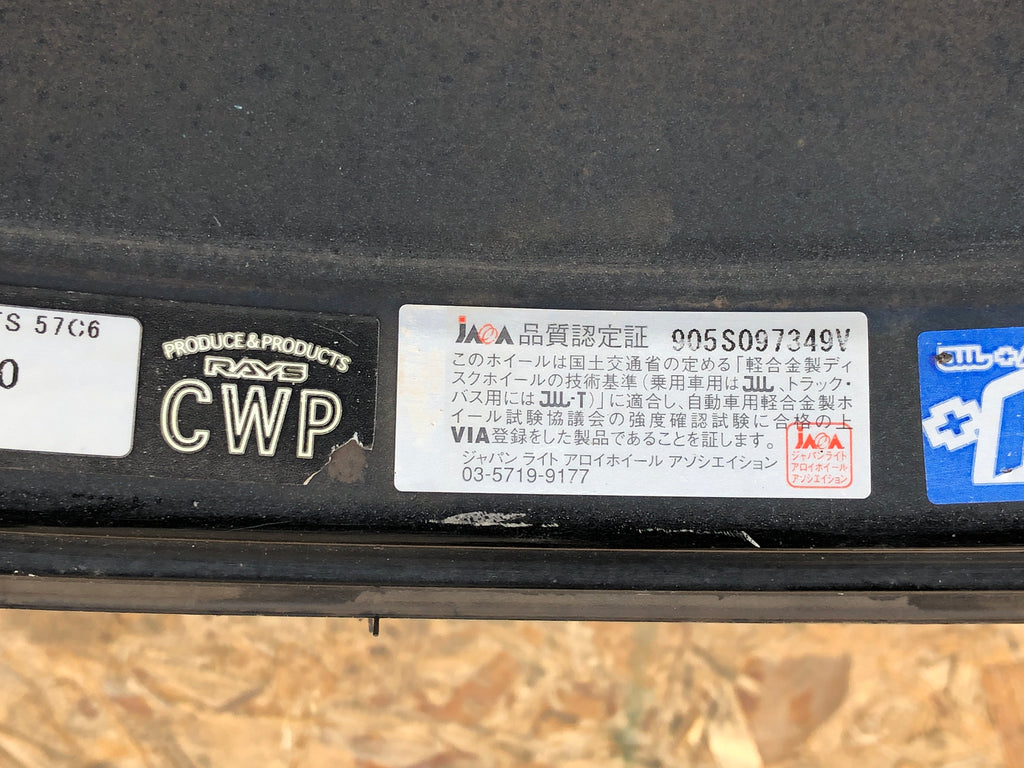 TS 57C6
0
PRODUCE & PRODUCTS
RAYS
CWP
JAWA 品質認定証 905S097349V
このホイールは国土交通省の定める「軽合金製ディ
スクホイールの技術基準(乗用車用はJWL、トラック・
バス用にはJWL-T)」に適合し、自動車用軽合金製ホ
イール試験協議会の強度確認試験に合格の上
VIA登録をした製品であることを証します。
ジャパン ライト アロイホイール アソシエイション
03-5719-9177
JAWA
ジャパンライト
アロイホイール
アソシエイション
JWL+